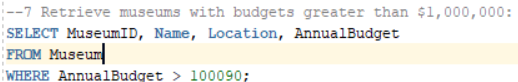 --7 Retrieve museums with budgets greater than $1,000,000:
SELECT MuseumID, Name, Location, AnnualBudget
FROM Museum
WHERE AnnualBudget > 100090;